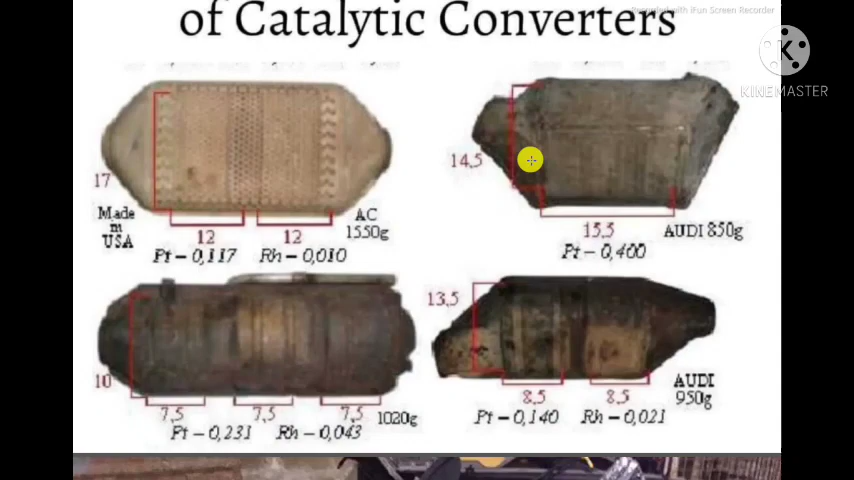 of Catalytic Converters
Recorded with iFun Screen Recorder
KINEMASTER
17
Made
in
USA
12
12
AC
1550g
Pt - 0,117
Rh - 0,010
14,5
15,5
AUDI 850g
Pt - 0,400
10
7,5
7,5
7,5
1020g
Pt - 0,231
Rh - 0,043
13,5
8,5
8,5
AUDI
950g
Pt - 0,140
Rh - 0,021